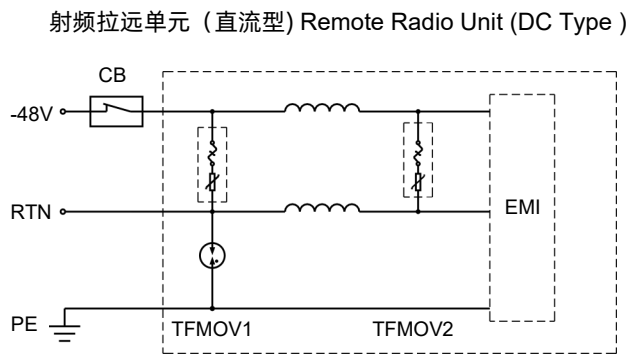 射频拉远单元（直流型) Remote Radio Unit (DC Type )
CB
-48V
RTN
EMI
PE
TFMOV1
TFMOV2